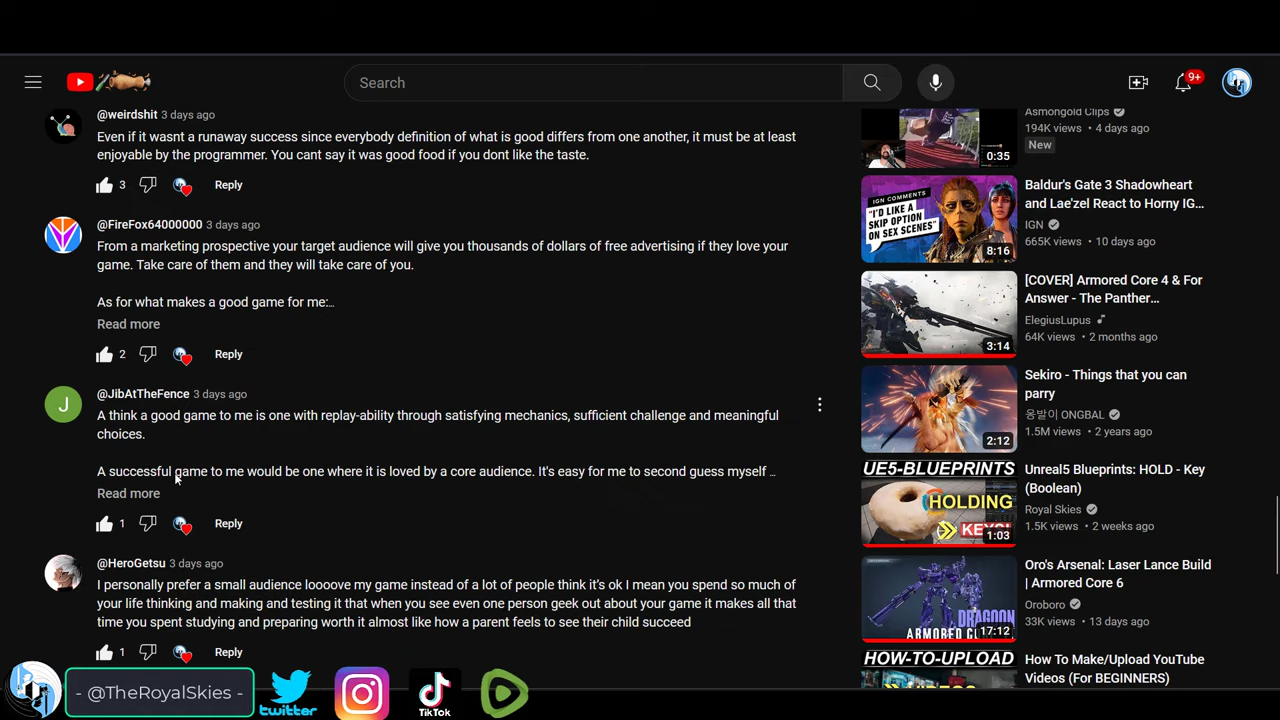 Search
9+
@weirdshit 3 days ago
Even if it wasnt a runaway success since everybody definition of what is good differs from one another, it must be at least
enjoyable by the programmer. You cant say it was good food if you dont like the taste.
3
Reply
@FireFox64000000 3 days ago
From a marketing prospective your target audience will give you thousands of dollars of free advertising if they love your
game. Take care of them and they will take care of you.
As for what makes a good game for me:…
Read more
2
Reply
J
@JibAtTheFence 3 days ago
A think a good game to me is one with replay-ability through satisfying mechanics, sufficient challenge and meaningful
choices.
A successful game to me would be one where it is loved by a core audience. It's easy for me to second guess myself …
Read more
1
Reply
@HeroGetsu 3 days ago
I personally prefer a small audience loooove my game instead of a lot of people think it's ok I mean you spend so much of
your life thinking and making and testing it that when you see even one person geek out about your game it makes all that
time you spent studying and preparing worth it almost like how a parent feels to see their child succeed
1
Reply
Asmongold Clips
194K views • 4 days ago
New
0:35
IGN COMMENTS
"I'D LIKE A
SKIP OPTION
ON SEX SCENES"
8:16
Baldur's Gate 3 Shadowheart
and Lae'zel React to Horny IG...
IGN
665K views • 10 days ago
3:14
[COVER] Armored Core 4 & For
Answer - The Panther...
ElegiusLupus
64K views • 2 months ago
2:12
Sekiro - Things that you can
parry
옹발이 ONGBAL
1.5M views • 2 years ago
UE5-BLUEPRINTS
HOLDING
KEYS!
1:03
Unreal5 Blueprints: HOLD - Key
(Boolean)
Royal Skies
1.5K views • 2 weeks ago
DRAGOON
ARMORED CORE
17:12
Oro's Arsenal: Laser Lance Build
| Armored Core 6
Oroboro
33K views • 13 days ago
HOW-TO-UPLOAD
How To Make/Upload YouTube
Videos (For BEGINNERS)
- @TheRoyalSkies -
twitter
TikTok